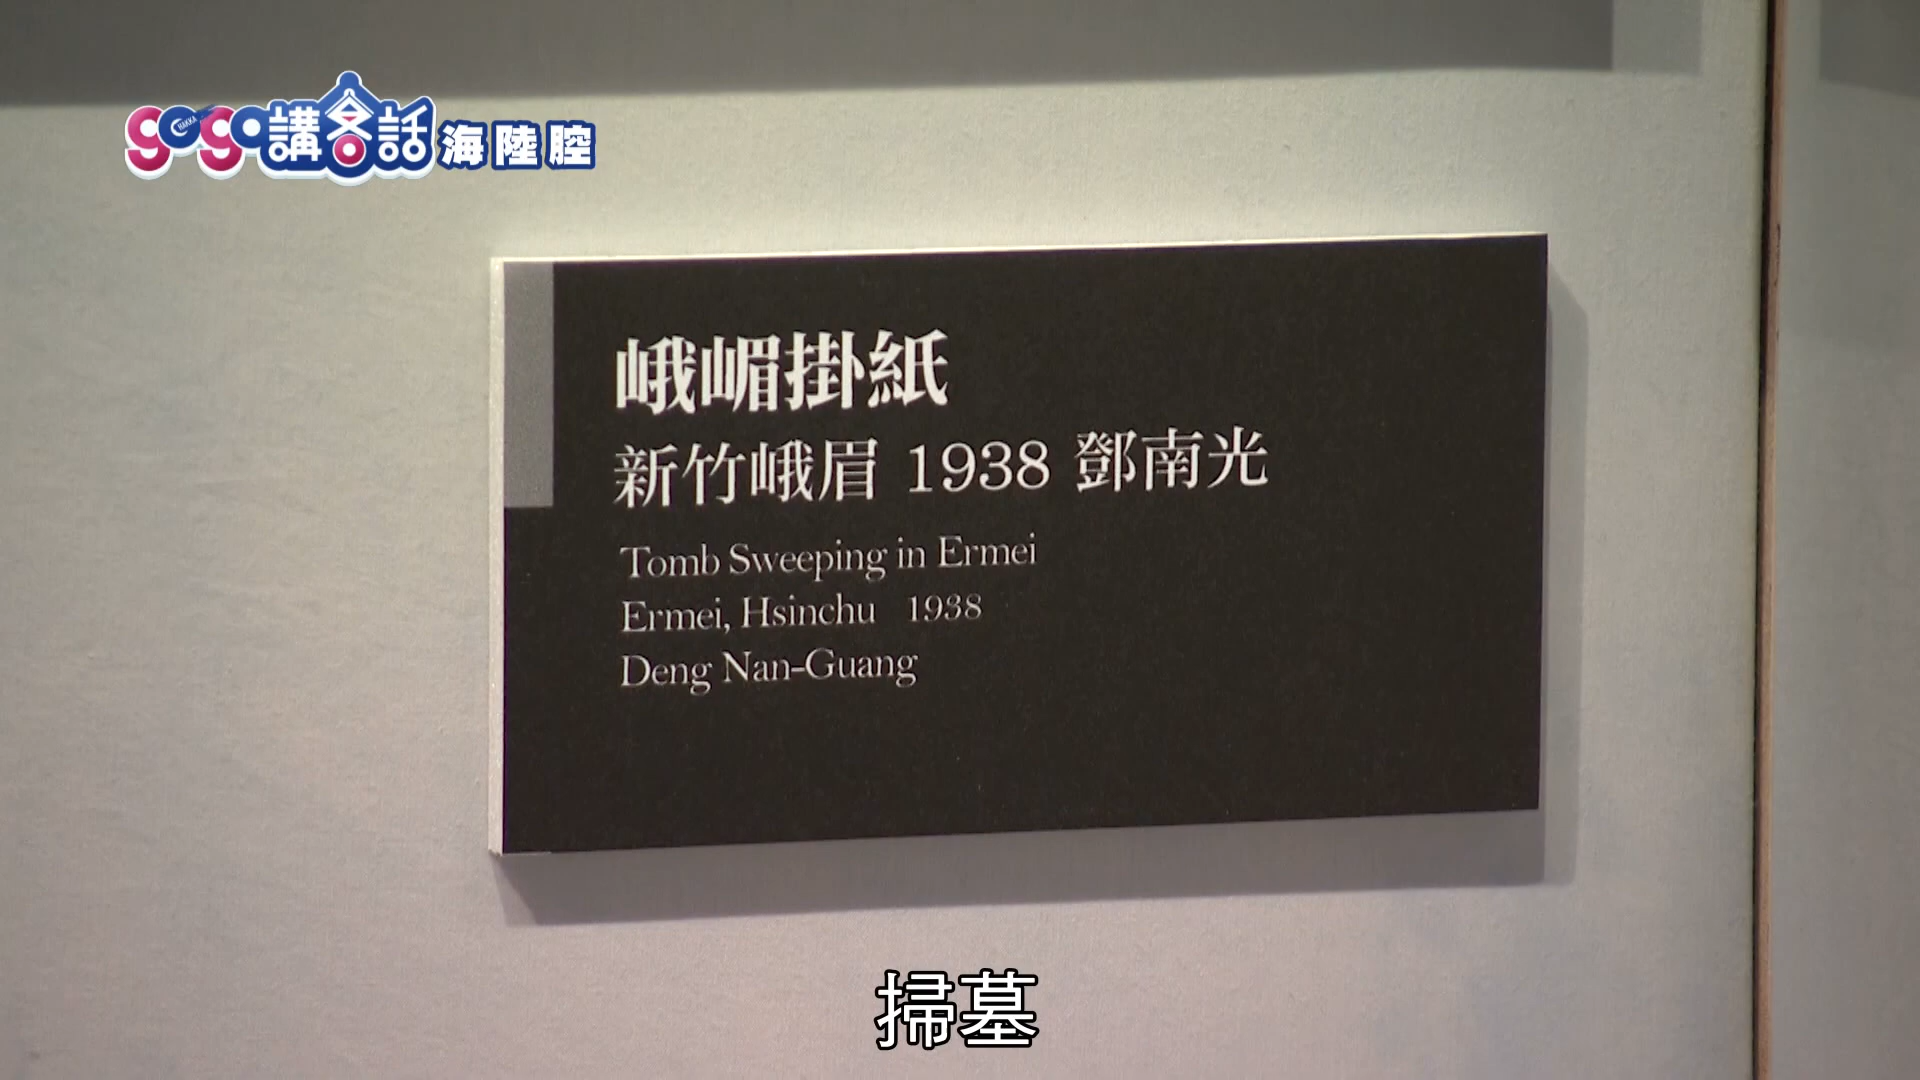 gogo講客話海陸腔
HAKKA
峨嵋掛紙
新竹峨眉 1938 鄧南光
Tomb Sweeping in Ermei
Ermei, Hsinchu 1938
Deng Nan-Guang
掃墓